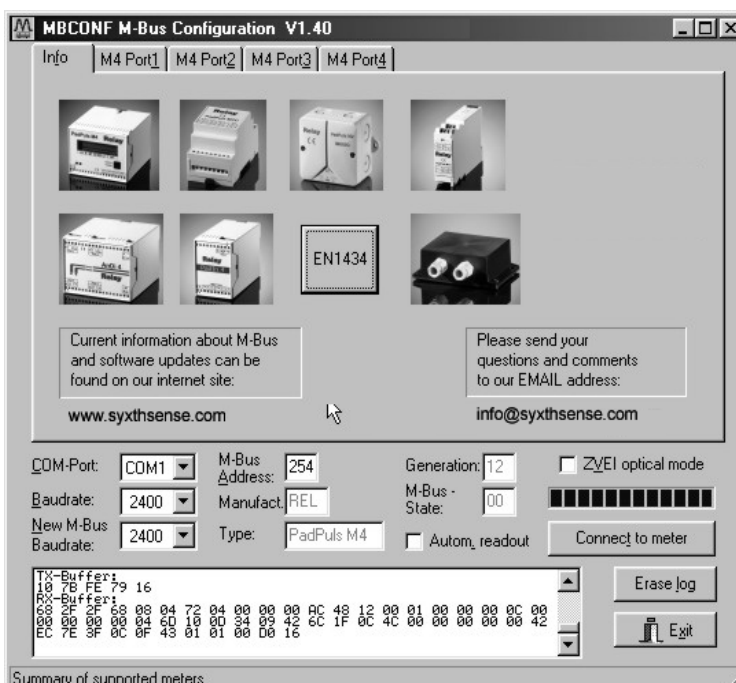 MBCONF M-Bus Configuration V1.40
Info M4 Port1 M4 Port2 M4 Port3 M4 Port4
PadPuls M4 Relay
Relay
Relay
EN1434
Current information about M-Bus
and software updates can be
found on our internet site:
www.syxthsense.com
Please send your
questions and comments
to our EMAIL address:
info@syxthsense.com
COM-Port: COM1
M-Bus
Address: 254
Generation: 12
ZVEI optical mode
Baudrate: 2400
Manufact. REL
M-Bus -
State: 00
New M-Bus
Baudrate: 2400
Type: PadPuls M4
Autom. readout
Connect to meter
TX-Buffer:
10 7B FE 79 16
RX-Buffer:
68 2F 2F 68 08 04 72 04 00 00 00 AC 48 12 00 01 00 00 00 0C 00
00 00 00 00 04 6D 10 0D 34 09 42 6C 1F 0C 4C 00 00 00 00 42
EC 7E 3F 0C 0F 43 01 01 00 D0 16
Erase log
Exit
Summary of supported meters